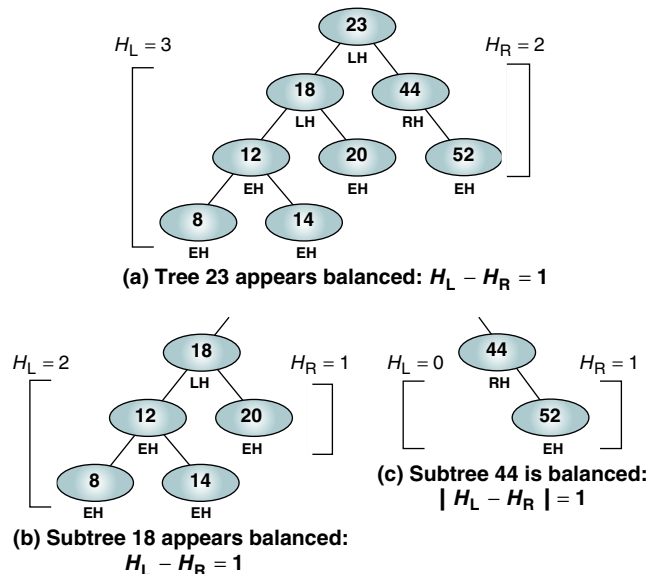 23
H_L = 3
H_R = 2
LH
18
44
LH
RH
12
20
52
EH
EH
EH
8
14
EH
EH
(a) Tree 23 appears balanced: H_L – H_R = 1
18
H_L = 2
H_R = 1
LH
12
20
EH
EH
8
14
EH
EH
(b) Subtree 18 appears balanced:
H_L – H_R = 1
44
H_L = 0
H_R = 1
RH
52
EH
(c) Subtree 44 is balanced:
| H_L – H_R | = 1